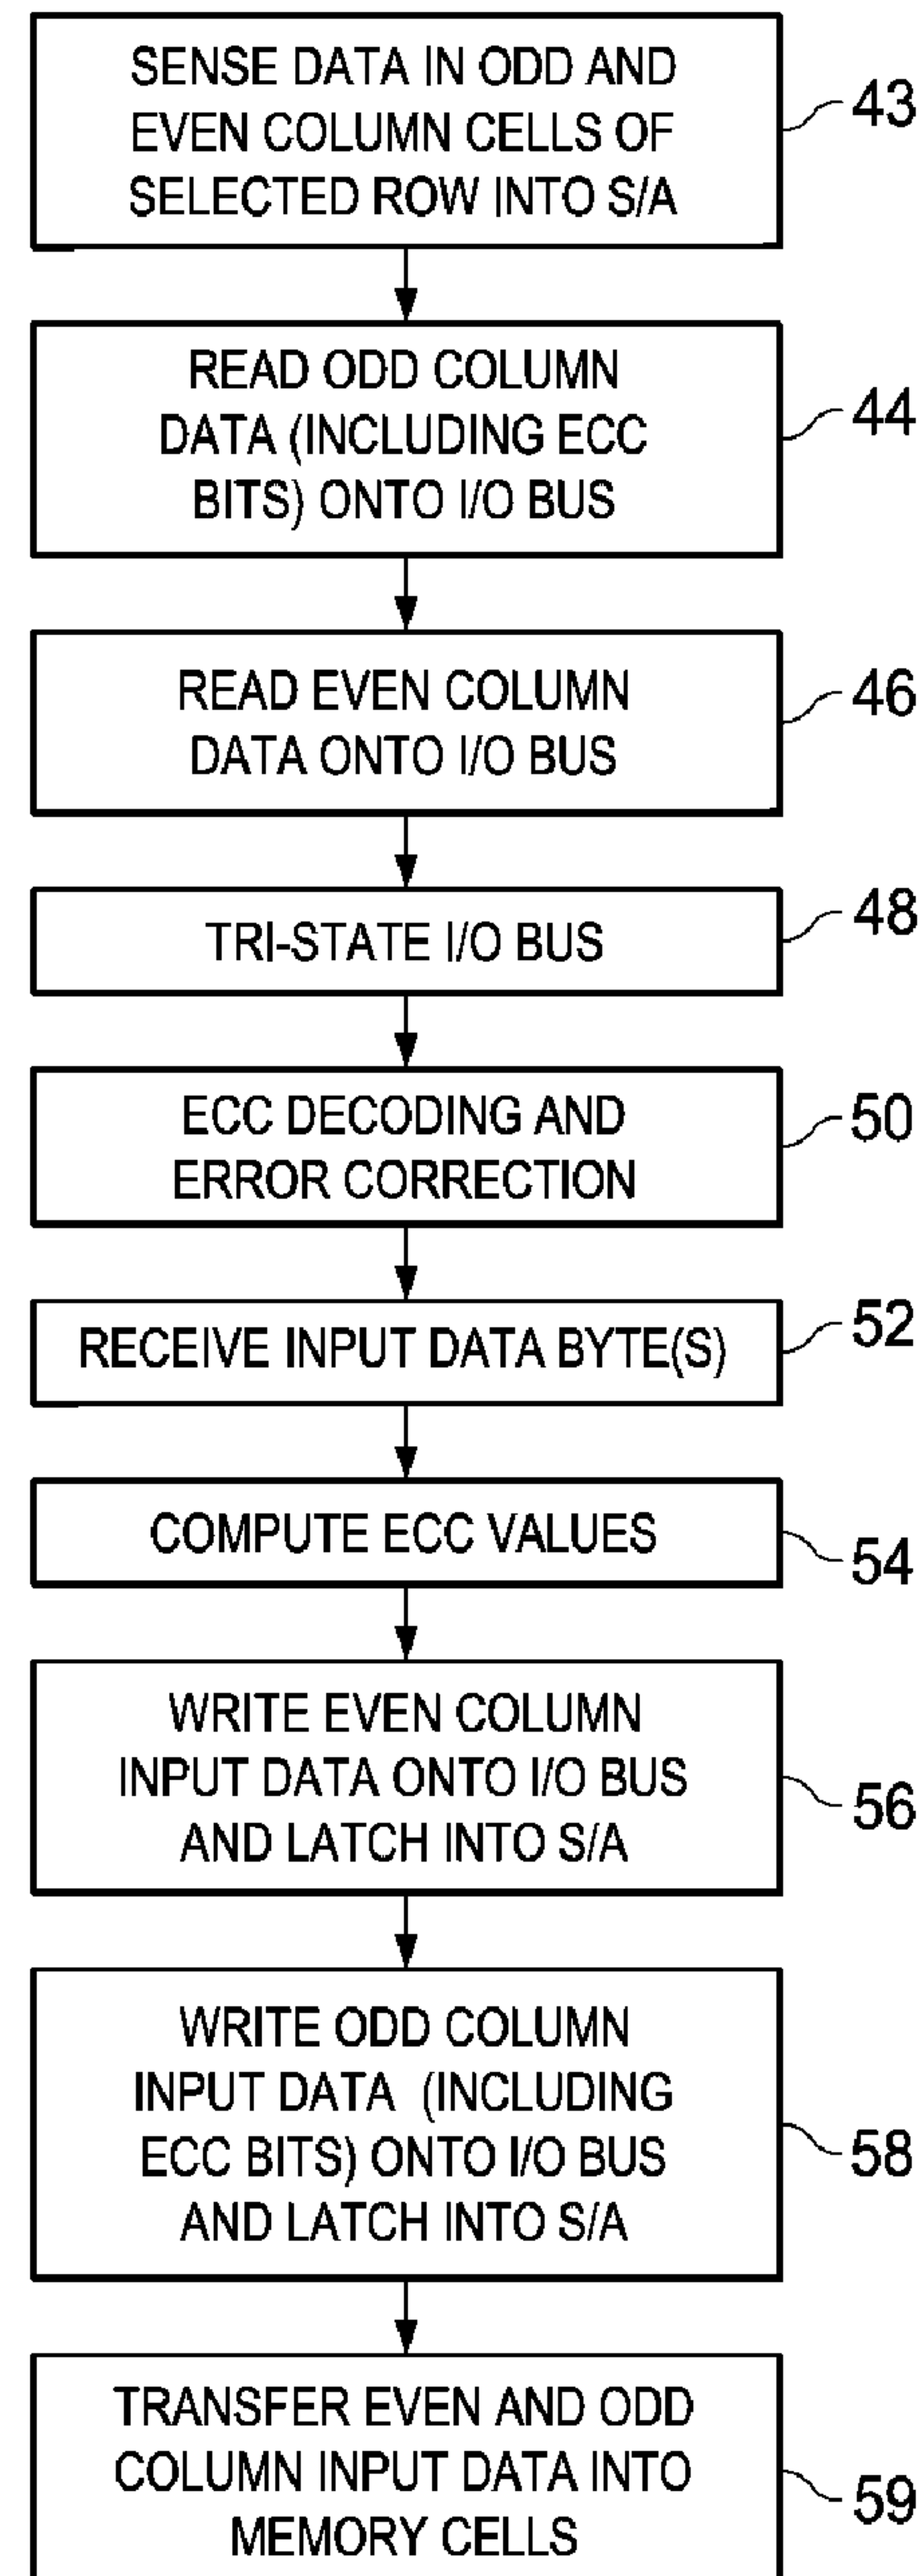 SENSE DATA IN ODD AND
EVEN COLUMN CELLS OF
SELECTED ROW INTO S/A
43
READ ODD COLUMN
DATA (INCLUDING ECC
BITS) ONTO I/O BUS
44
READ EVEN COLUMN
DATA ONTO I/O BUS
46
TRI-STATE I/O BUS
48
ECC DECODING AND
ERROR CORRECTION
50
RECEIVE INPUT DATA BYTE(S)
52
COMPUTE ECC VALUES
54
WRITE EVEN COLUMN
INPUT DATA ONTO I/O BUS
AND LATCH INTO S/A
56
WRITE ODD COLUMN
INPUT DATA (INCLUDING
ECC BITS) ONTO I/O BUS
AND LATCH INTO S/A
58
TRANSFER EVEN AND ODD
COLUMN INPUT DATA INTO
MEMORY CELLS
59